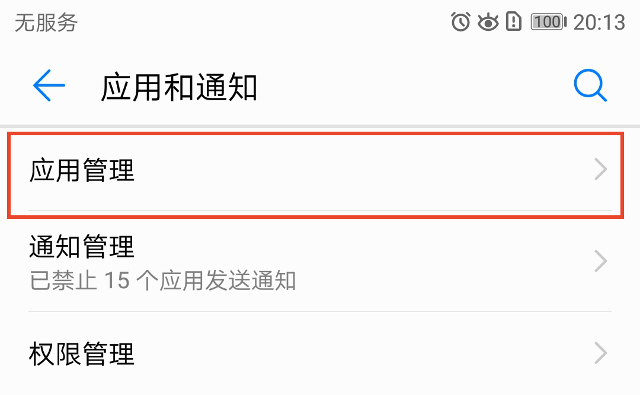 无服务
100 20:13
应用和通知
应用管理
通知管理
已禁止 15 个应用发送通知
权限管理